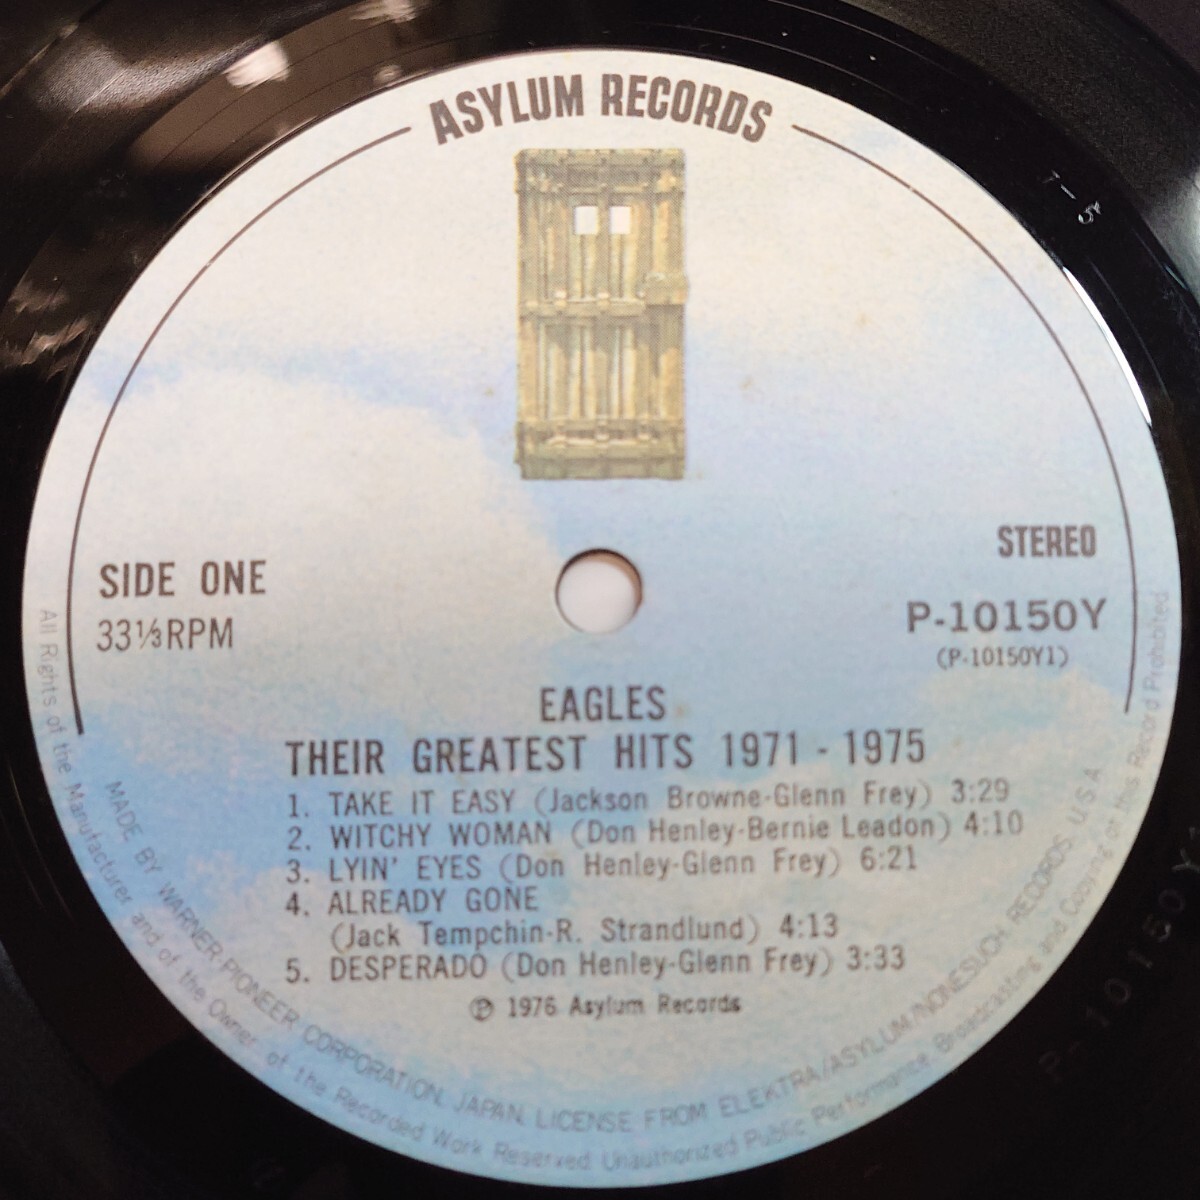 ASYLUM RECORDS
7-5
STEREO
SIDE ONE
33⅓RPM
P-10150Y
(P-10150Y1)
EAGLES
THEIR GREATEST HITS 1971 - 1975
1. TAKE IT EASY (Jackson Browne-Glenn Frey) 3:29
2. WITCHY WOMAN (Don Henley-Bernie Leadon) 4:10
3. LYIN' EYES (Don Henley-Glenn Frey) 6:21
4. ALREADY GONE
(Jack Tempchin-R. Strandlund) 4:13
5. DESPERADO (Don Henley-Glenn Frey) 3:33
℗ 1976 Asylum Records
MADE BY WARNER-PIONEER CORPORATION, JAPAN. LICENSE FROM ELEKTRA/ASYLUM/NONESUCH RECORDS. U.S.A.
All Rights of the Manufacturer and of the Owner of the Recorded Work Reserved Unauthorized Public Performance Broadcasting and Copying of this Record Prohibited.
P-10150Y